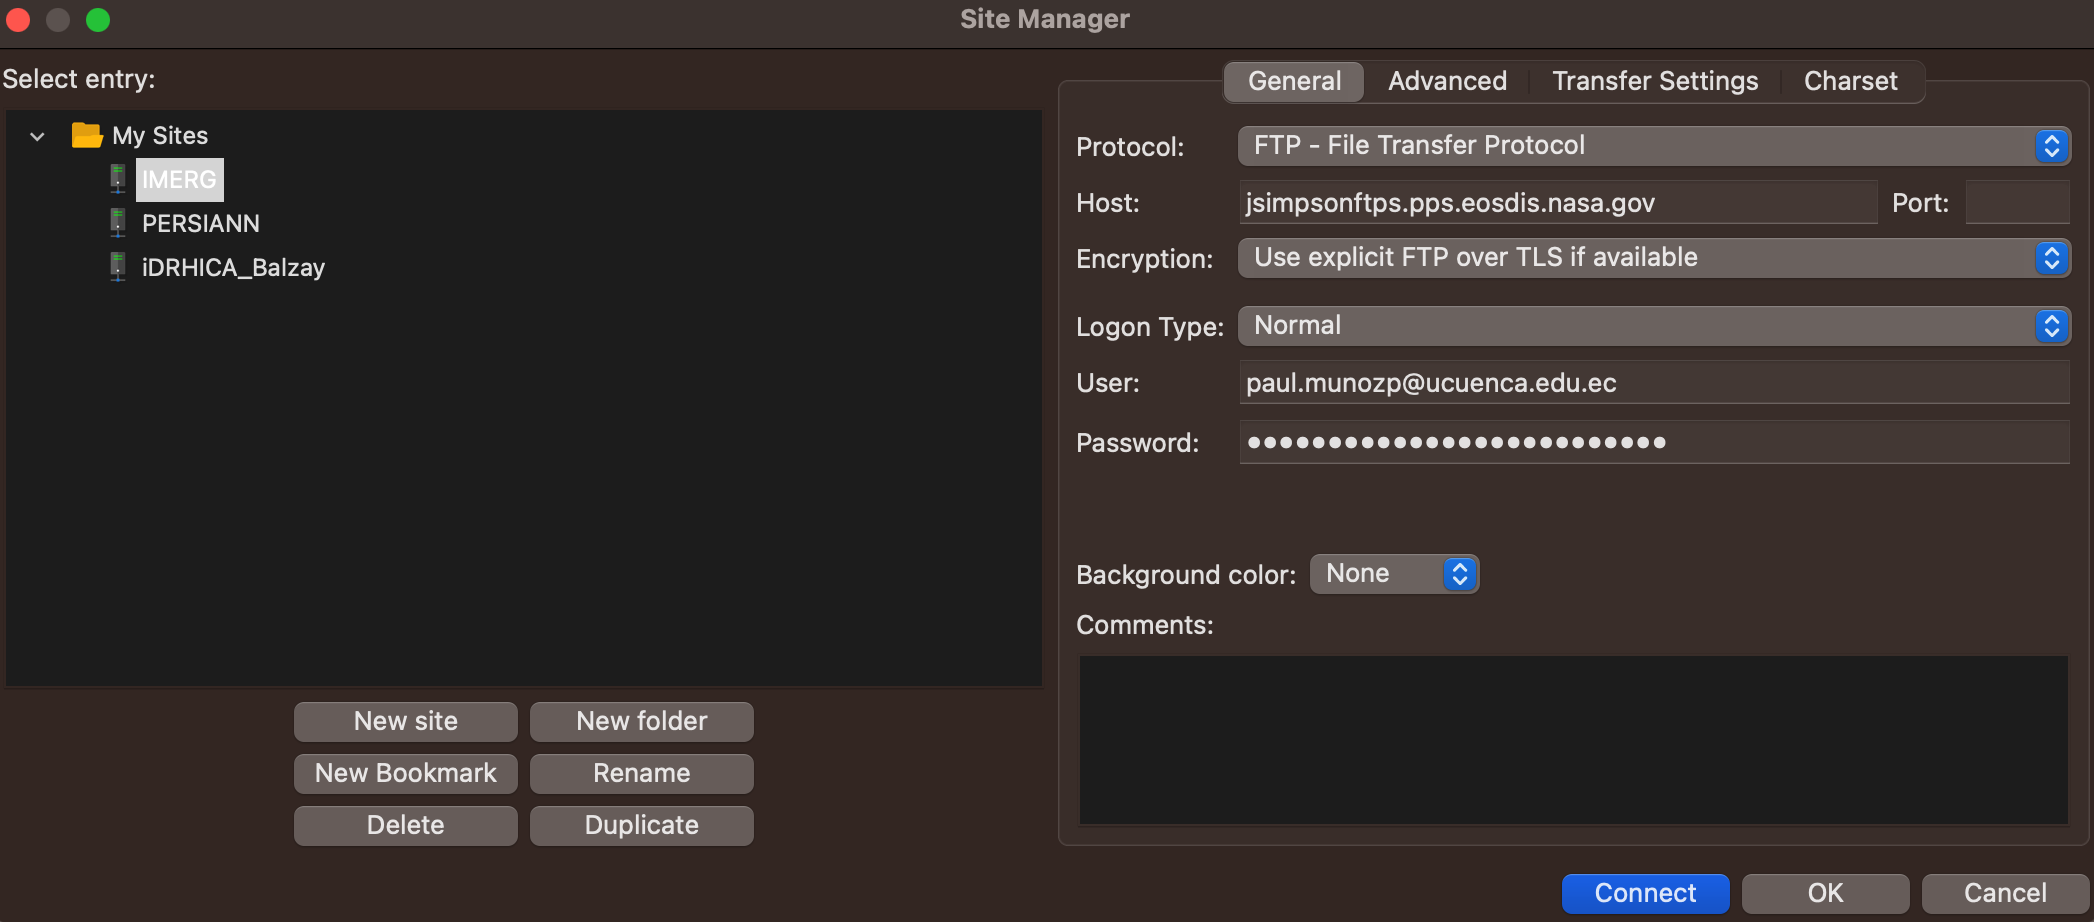 Site Manager
Select entry:
My Sites
IMERG
PERSIANN
iDRHICA_Balzay
New site
New folder
New Bookmark
Rename
Delete
Duplicate
General
Advanced
Transfer Settings
Charset
Protocol:
FTP - File Transfer Protocol
Host:
jsimpsonftps.pps.eosdis.nasa.gov
Port:
Encryption:
Use explicit FTP over TLS if available
Logon Type:
Normal
User:
paul.munozp@ucuenca.edu.ec
Password:
••••••••••••••••••••••••••
Background color:
None
Comments:
Connect
OK
Cancel